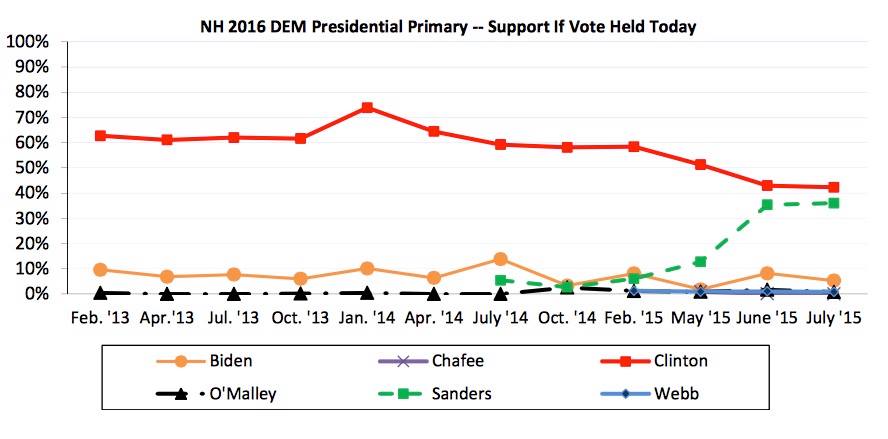 NH 2016 DEM Presidential Primary -- Support If Vote Held Today
100%
90%
80%
70%
60%
50%
40%
30%
20%
10%
0%
Feb. '13 Apr.'13 Jul. '13 Oct.'13 Jan. '14 Apr.'14 July '14 Oct. '14 Feb. '15 May '15 June '15 July '15
Biden Chafee Clinton
O'Malley Sanders Webb